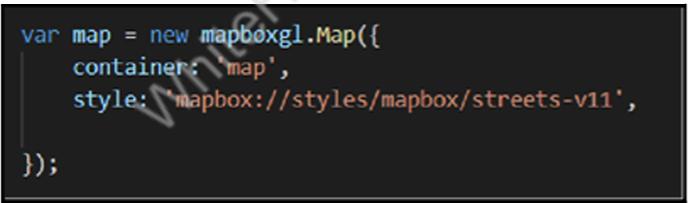 var map = new mapboxgl.Map({
container: 'map',
style: 'mapbox://styles/mapbox/streets-v11',
});